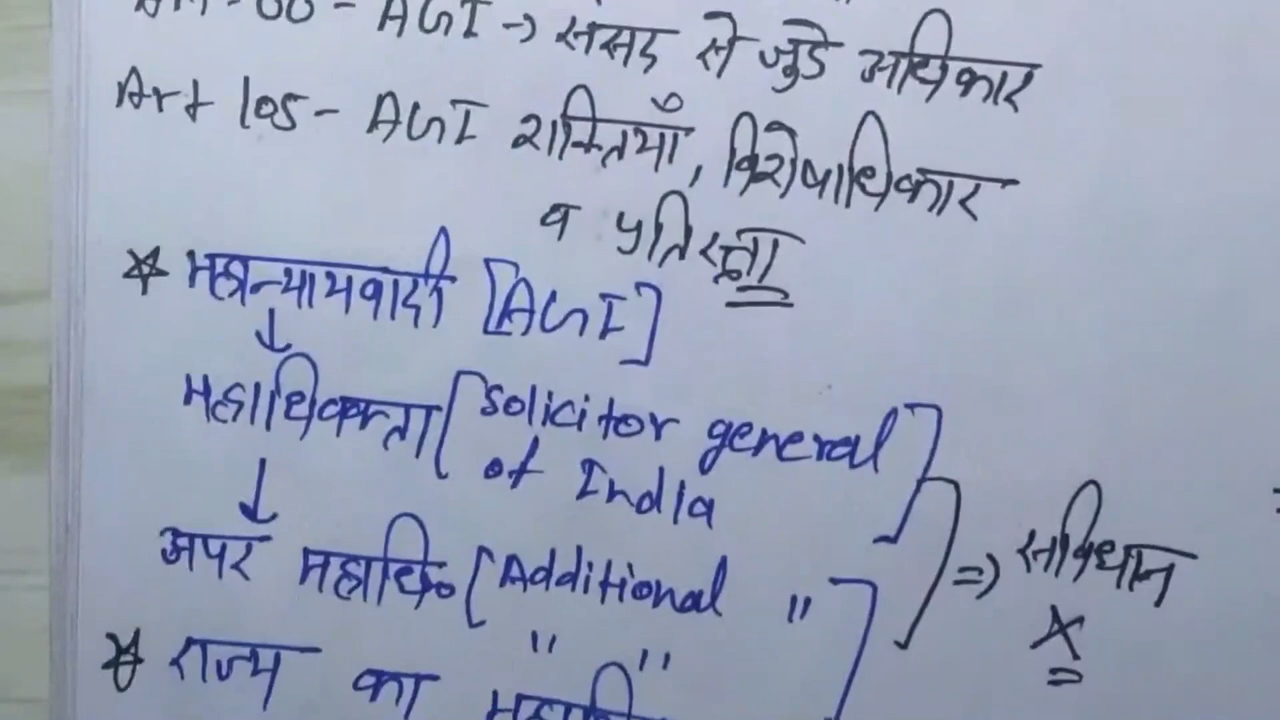 88 - AGI → संसद से जुडे अधिकार
Art 105 - AGI शक्तियाँ, विशेषाधिकार
व प्रतिरक्षा
☆ महान्यायवादी [AGI]
↓
महाधिवक्ता [Solicitor general
of India]
↓
अपर महाधि० [Additional "
" "]
⇒ संविधान
X
☆ राज्य का